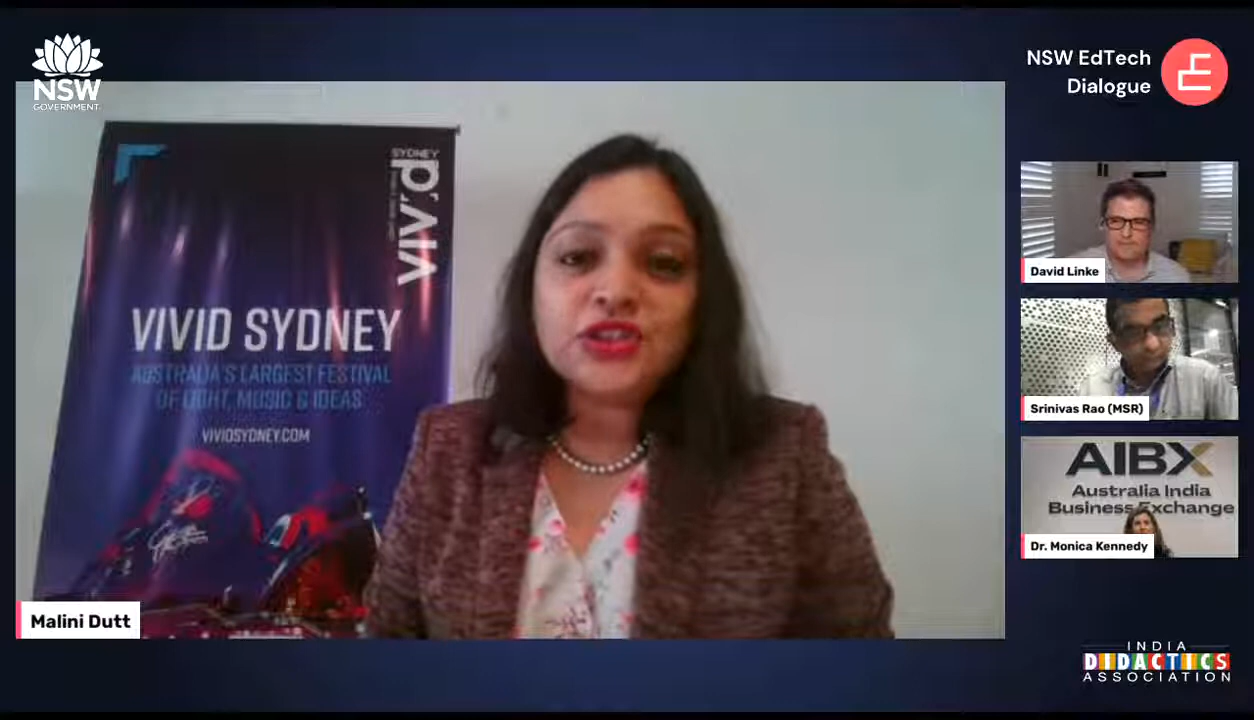 NSW
GOVERNMENT
NSW EdTech
Dialogue
SYDNEY
VIVID
VIVID SYDNEY
AUSTRALIA'S LARGEST FESTIVAL
OF LIGHT, MUSIC & IDEAS
VIVIDSYDNEY.COM
Malini Dutt
David Linke
Srinivas Rao (MSR)
AIBX
Australia India
Business Exchange
Dr. Monica Kennedy
INDIA
DIDACTICS
ASSOCIATION